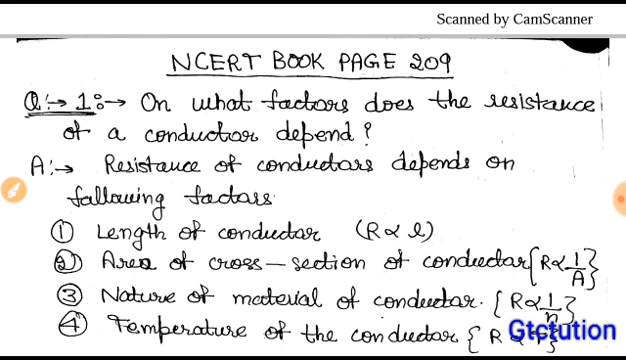 Scanned by CamScanner
NCERT BOOK PAGE 209
Q:→ 1:→ On what factors does the resistance
of a conductor depend?
A:→ Resistance of conductors depends on
following factors
① Length of conductor (R ∝ l)
② Area of cross-section of conductor {R ∝ 1/A}
③ Nature of material of conductor. {R ∝ 1/n}
④ Temperature of the conductor {R ∝ T}
Gtctution